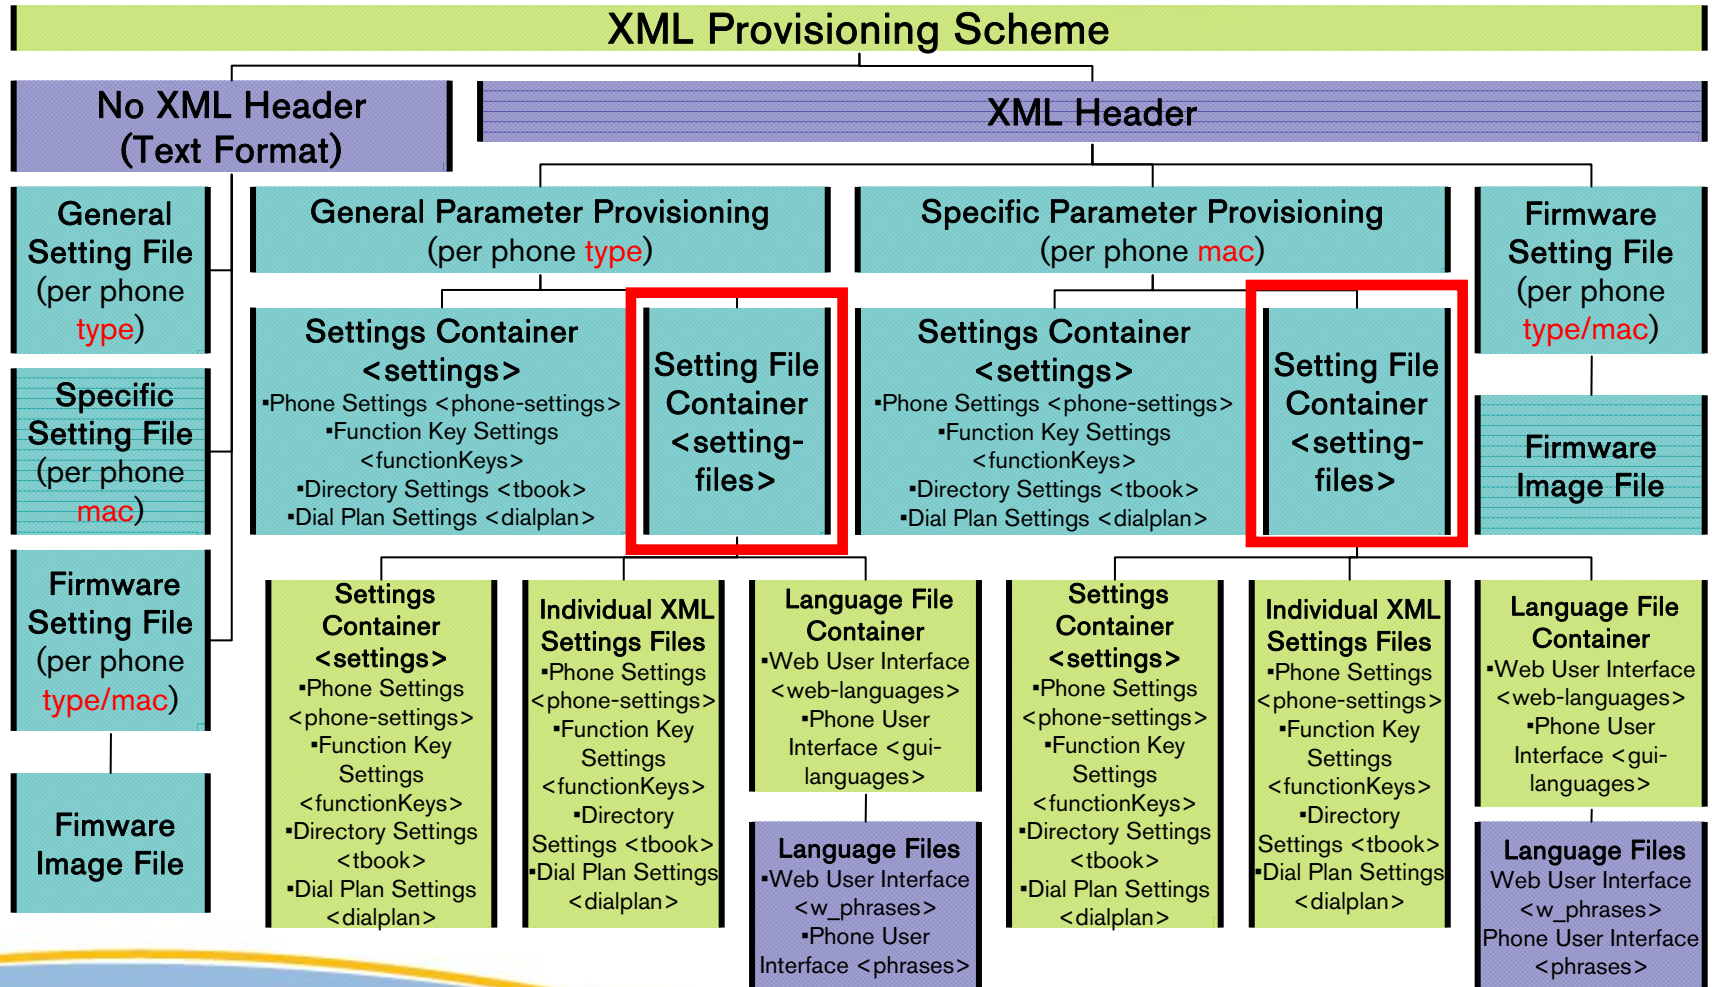 XML Provisioning Scheme
No XML Header
(Text Format)
XML Header
General
Setting File
(per phone
type)
Specific
Setting File
(per phone
mac)
Firmware
Setting File
(per phone
type/mac)
Fimware
Image File
General Parameter Provisioning
(per phone type)
Settings Container
<settings>
▪Phone Settings <phone-settings>
▪Function Key Settings
<functionKeys>
▪Directory Settings <tbook>
▪Dial Plan Settings <dialplan>
Setting File
Container
<setting-
files>
Settings
Container
<settings>
▪Phone Settings
<phone-settings>
▪Function Key
Settings
<functionKeys>
▪Directory Settings
<tbook>
▪Dial Plan Settings
<dialplan>
Individual XML
Settings Files
▪Phone Settings
<phone-settings>
▪Function Key
Settings
<functionKeys>
▪Directory
Settings <tbook>
▪Dial Plan Settings
<dialplan>
Language File
Container
▪Web User Interface
<web-languages>
▪Phone User
Interface <gui-
languages>
Language Files
▪Web User Interface
<w_phrases>
▪Phone User
Interface <phrases>
Specific Parameter Provisioning
(per phone mac)
Settings Container
<settings>
▪Phone Settings <phone-settings>
▪Function Key Settings
<functionKeys>
▪Directory Settings <tbook>
▪Dial Plan Settings <dialplan>
Setting File
Container
<setting-
files>
Settings
Container
<settings>
▪Phone Settings
<phone-settings>
▪Function Key
Settings
<functionKeys>
▪Directory Settings
<tbook>
▪Dial Plan Settings
<dialplan>
Individual XML
Settings Files
▪Phone Settings
<phone-settings>
▪Function Key
Settings
<functionKeys>
▪Directory
Settings <tbook>
▪Dial Plan Settings
<dialplan>
Language File
Container
▪Web User Interface
<web-languages>
▪Phone User
Interface <gui-
languages>
Language Files
Web User Interface
<w_phrases>
Phone User Interface
<phrases>
Firmware
Setting File
(per phone
type/mac)
Firmware
Image File